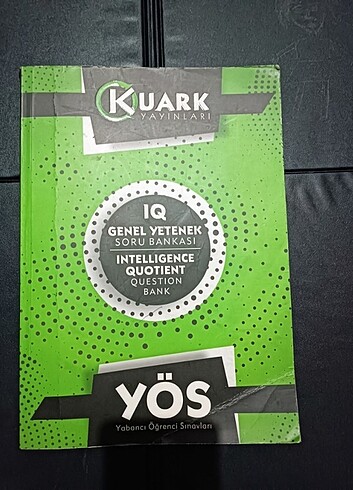 KUARK
YAYINLARI
IQ
GENEL YETENEK
SORU BANKASI
INTELLIGENCE
QUOTIENT
QUESTION
BANK
YÖS
Yabancı Öğrenci Sınavları